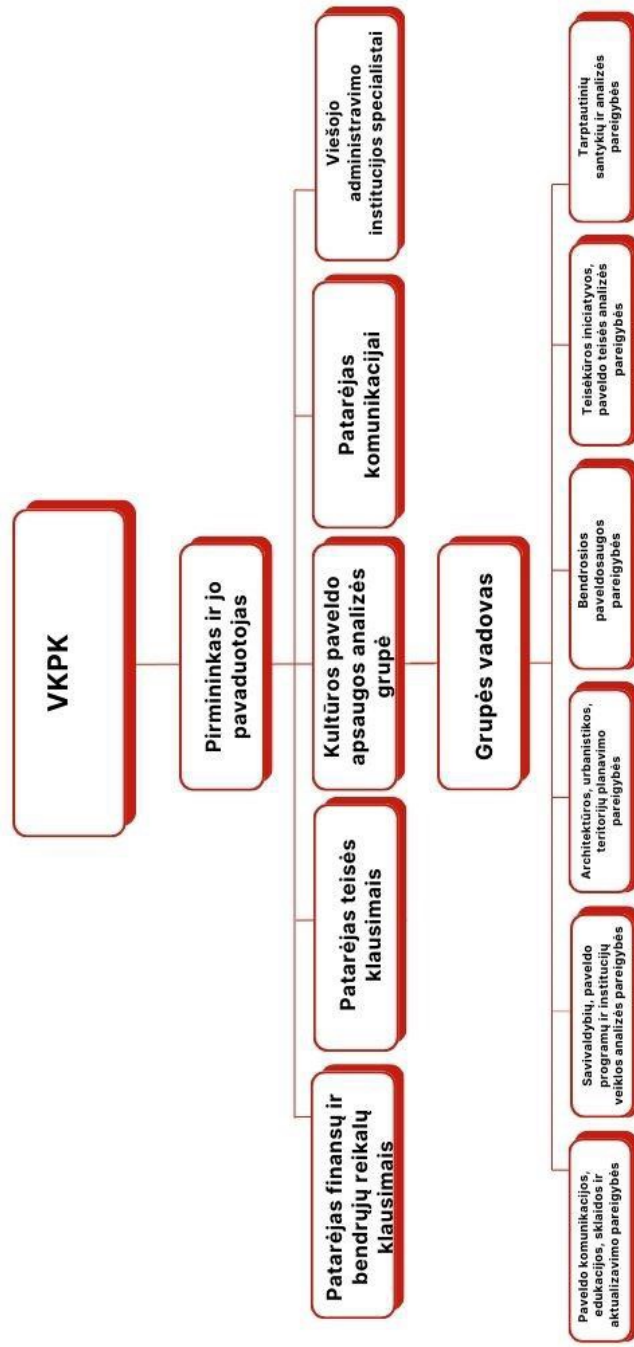 VKPK
Pirmininkas ir jo
pavaduotojas
Patarėjas finansų ir
bendrųjų reikalų
klausimais
Patarėjas teisės
klausimais
Kultūros paveldo
apsaugos analizės
grupė
Patarėjas
komunikacijai
Viešojo
administravimo
institucijos specialistai
Grupės vadovas
Paveldo komunikacijos,
edukacijos, sklaidos ir
aktualizavimo pareigybės
Savivaldybių, paveldo
programų ir institucijų
veiklos analizės pareigybės
Architektūros, urbanistikos,
teritorijų planavimo
pareigybės
Bendrosios
paveldosaugos
pareigybės
Teisėkūros iniciatyvos,
paveldo teisės analizės
pareigybės
Tarptautinių
santykių ir analizės
pareigybės